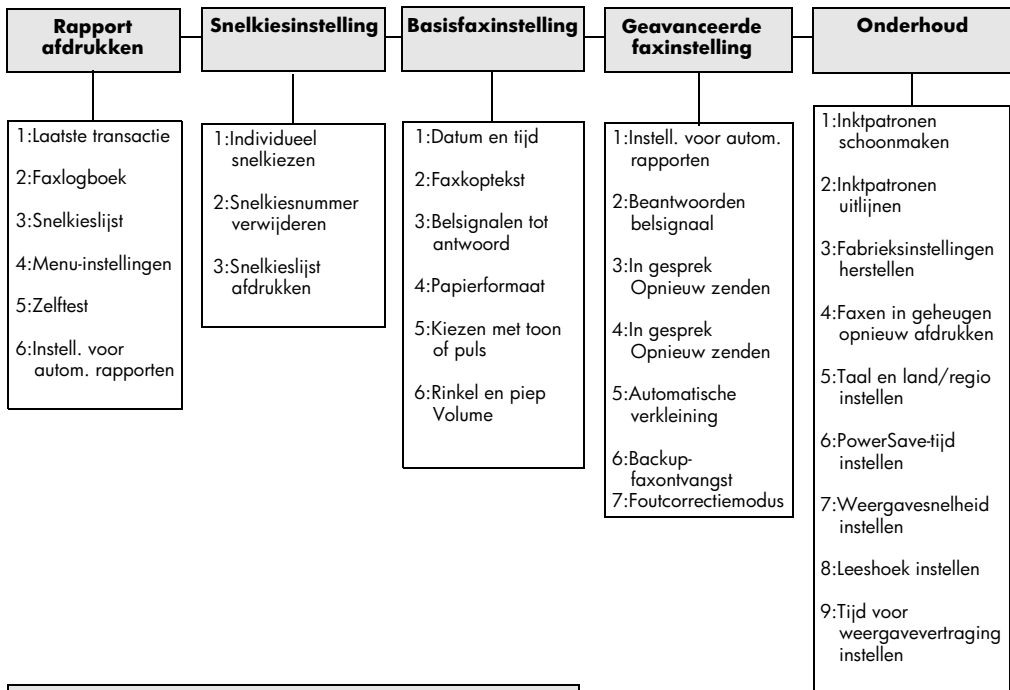 Rapport
afdrukken
1:Laatste transactie
2:Faxlogboek
3:Snelkieslijst
4:Menu-instellingen
5:Zelftest
6:Instell. voor
autom. rapporten
Snelkiesinstelling
1:Individueel
snelkiezen
2:Snelkiesnummer
verwijderen
3:Snelkieslijst
afdrukken
Basisfaxinstelling
1:Datum en tijd
2:Faxkoptekst
3:Belsignalen tot
antwoord
4:Papierformaat
5:Kiezen met toon
of puls
6:Rinkel en piep
Volume
Geavanceerde
faxinstelling
1:Instell. voor autom.
rapporten
2:Beantwoorden
belsignaal
3:In gesprek
Opnieuw zenden
4:In gesprek
Opnieuw zenden
5:Automatische
verkleining
6:Backup-
faxontvangst
7:Foutcorrectiemodus
Onderhoud
1:Inktpatronen
schoonmaken
2:Inktpatronen
uitlijnen
3:Fabrieksinstellingen
herstellen
4:Faxen in geheugen
opnieuw afdrukken
5:Taal en land/regio
instellen
6:PowerSave-tijd
instellen
7:Weergavesnelheid
instellen
8:Leeshoek instellen
9:Tijd voor
weergavevertraging
instellen